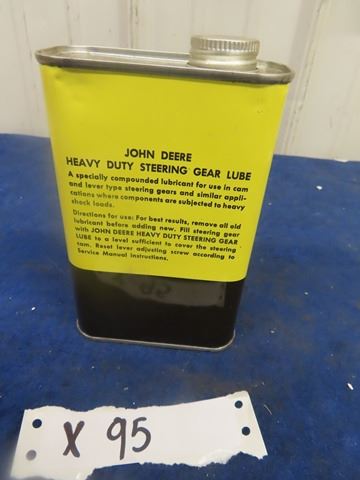 JOHN DEERE
HEAVY DUTY STEERING GEAR LUBE
A specially compounded lubricant for use in cam
and lever type steering gears and similar appli-
cations where components are subjected to heavy
shock loads.
Directions for use: For best results, remove all old
lubricant before adding new. Fill steering gear
with JOHN DEERE HEAVY DUTY STEERING GEAR
LUBE to a level sufficient to cover the steering
cam. Reset lever adjusting screw according to
Service Manual instructions.
X 95